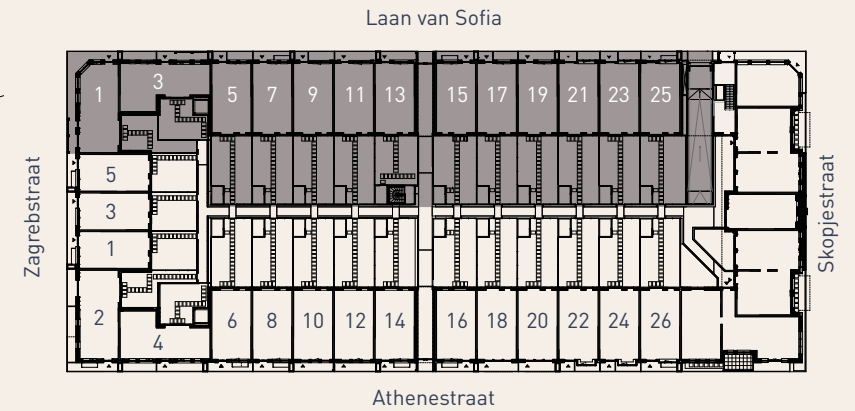 Laan van Sofia
1 3 5 7 9 11 13 15 17 19 21 23 25
Zagrebstraat
5
3
1
Skopjestraat
2 4 6 8 10 12 14 16 18 20 22 24 26
Athenestraat